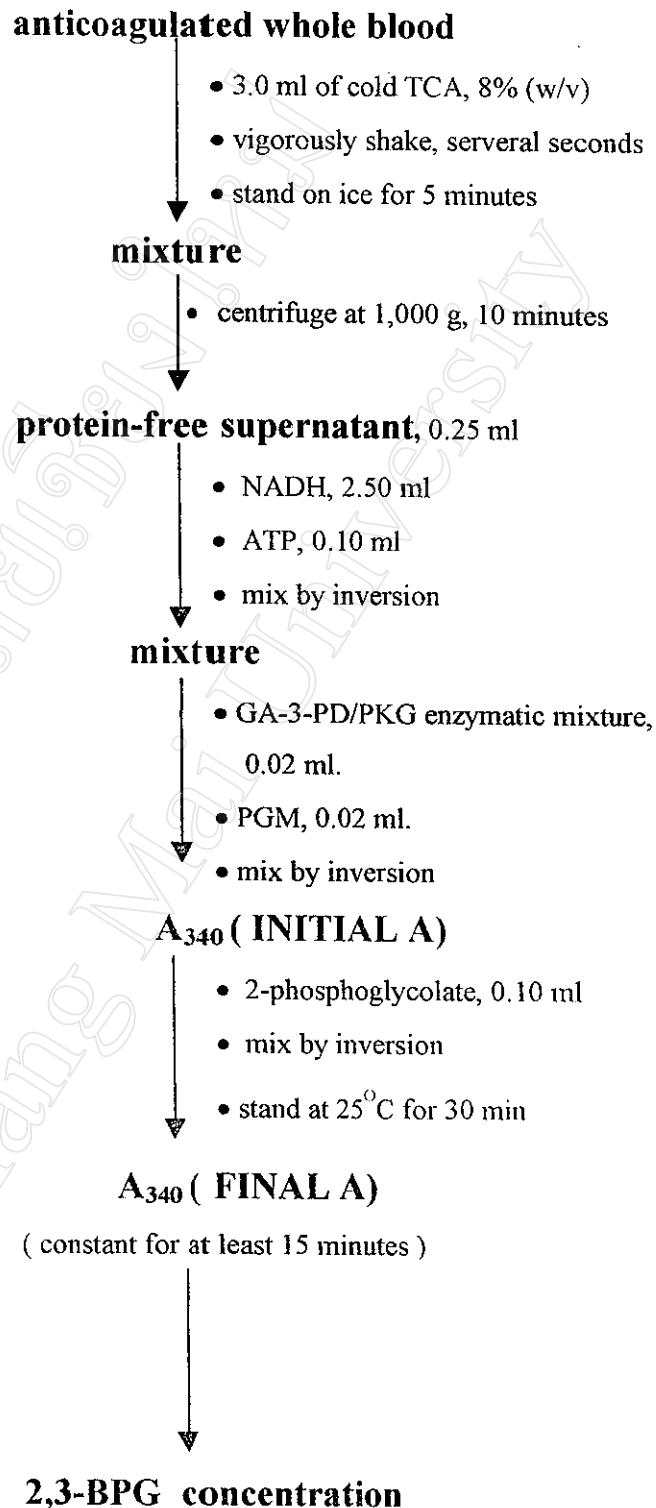 anticoagulated whole blood
• 3.0 ml of cold TCA, 8% (w/v)
• vigorously shake, serveral seconds
• stand on ice for 5 minutes
mixture
• centrifuge at 1,000 g, 10 minutes
protein-free supernatant, 0.25 ml
• NADH, 2.50 ml
• ATP, 0.10 ml
• mix by inversion
mixture
• GA-3-PD/PKG enzymatic mixture,
0.02 ml.
• PGM, 0.02 ml.
• mix by inversion
A₃₄₀ ( INITIAL A)
• 2-phosphoglycolate, 0.10 ml
• mix by inversion
• stand at 25°C for 30 min
A₃₄₀ ( FINAL A)
( constant for at least 15 minutes )
2,3-BPG concentration
ang Mai University